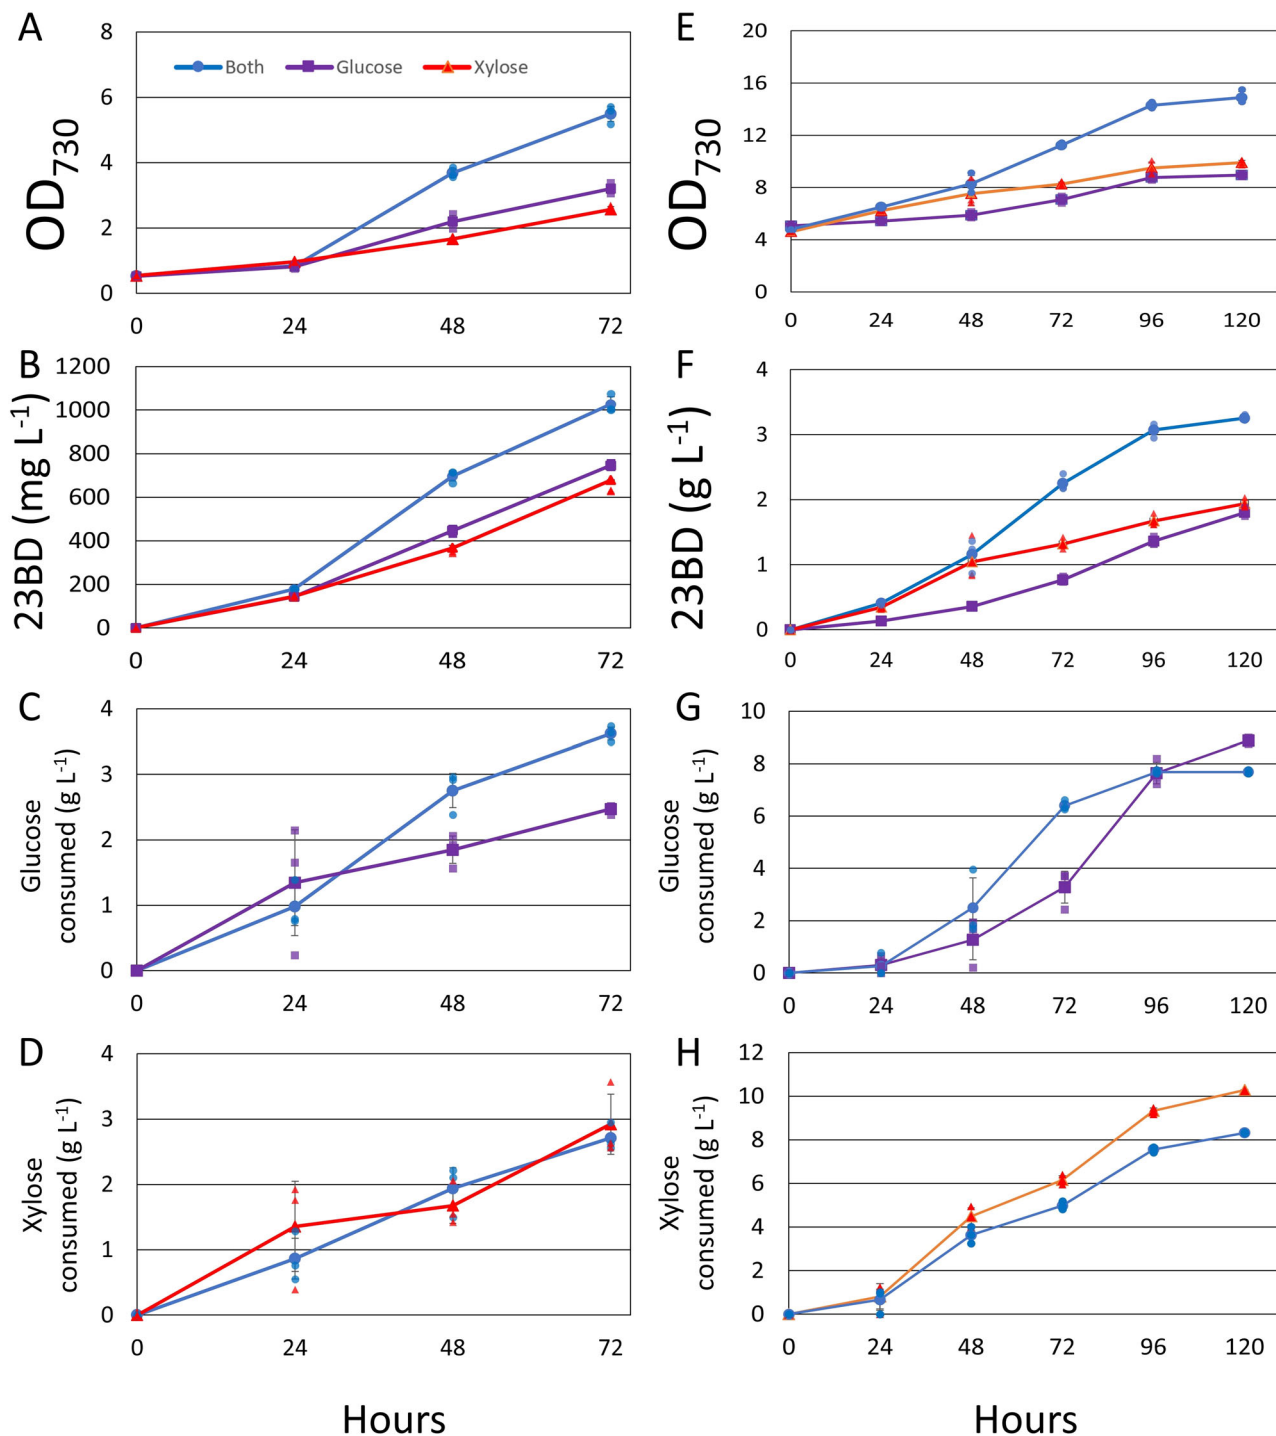 A
OD730
8
6
4
2
0
Both Glucose Xylose
0 24 48 72
B
23BD (mg L-1)
1200
1000
800
600
400
200
0
0 24 48 72
C
Glucose
consumed (g L-1)
4
3
2
1
0
0 24 48 72
D
Xylose
consumed (g L-1)
4
3
2
1
0
0 24 48 72
Hours
E
OD730
20
16
12
8
4
0
0 24 48 72 96 120
F
23BD (g L-1)
4
3
2
1
0
0 24 48 72 96 120
G
Glucose
consumed (g L-1)
10
8
6
4
2
0
0 24 48 72 96 120
H
Xylose
consumed (g L-1)
12
10
8
6
4
2
0
0 24 48 72 96 120
Hours